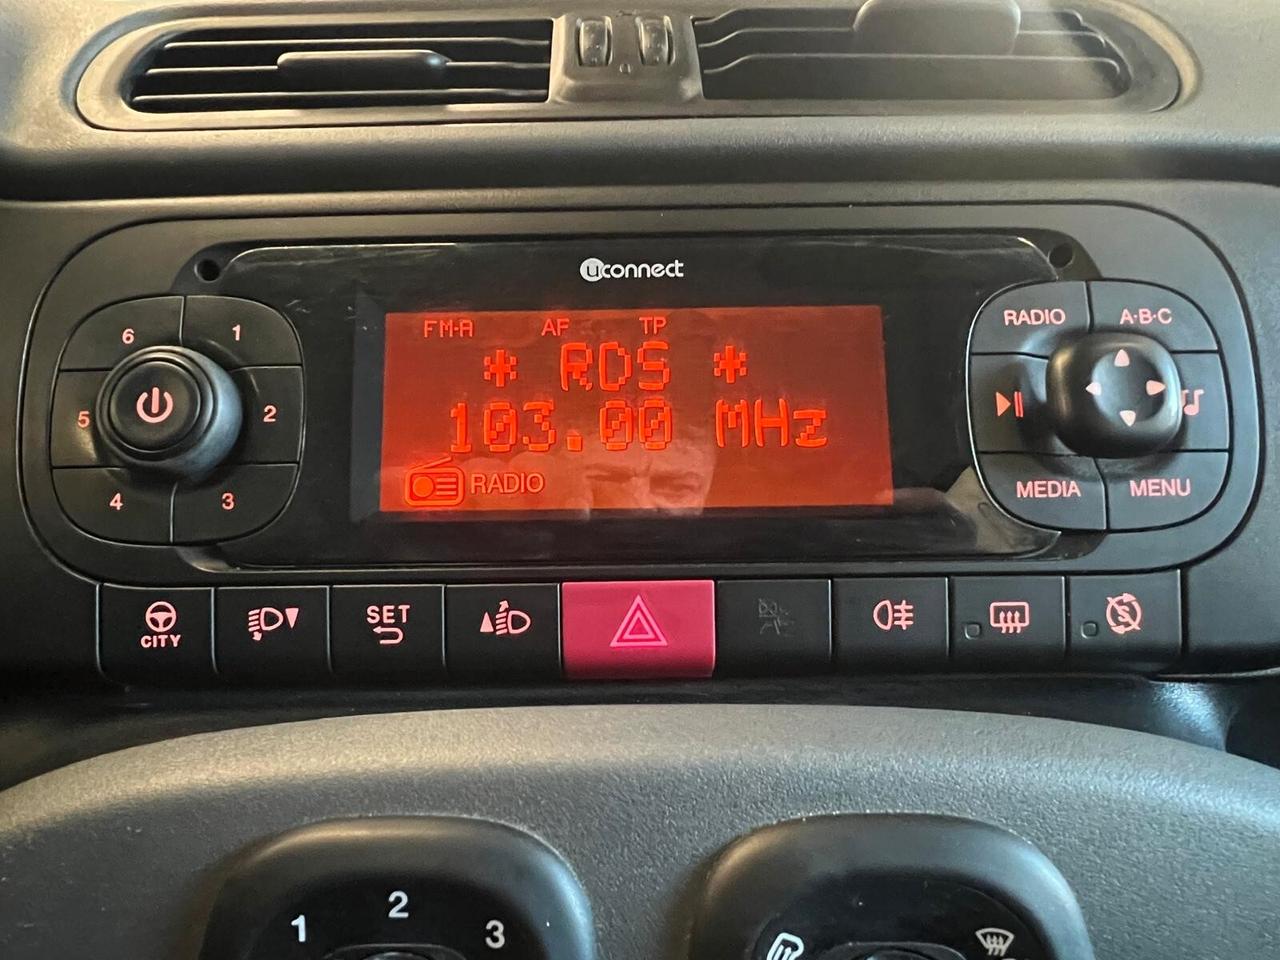 uconnect
FM-A AF TP
* RDS *
103.00 MHz
RADIO
6 1
5 2
4 3
RADIO A·B·C
MEDIA MENU
CITY
SET
S
1 2 3